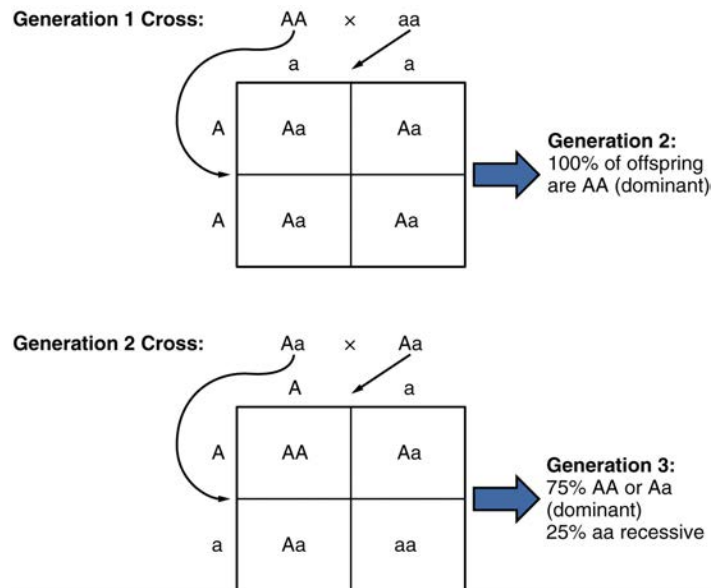 Generation 1 Cross: AA × aa
a a
A Aa Aa
A Aa Aa
Generation 2:
100% of offspring
are AA (dominant)
Generation 2 Cross: Aa × Aa
A a
A AA Aa
a Aa aa
Generation 3:
75% AA or Aa
(dominant)
25% aa recessive